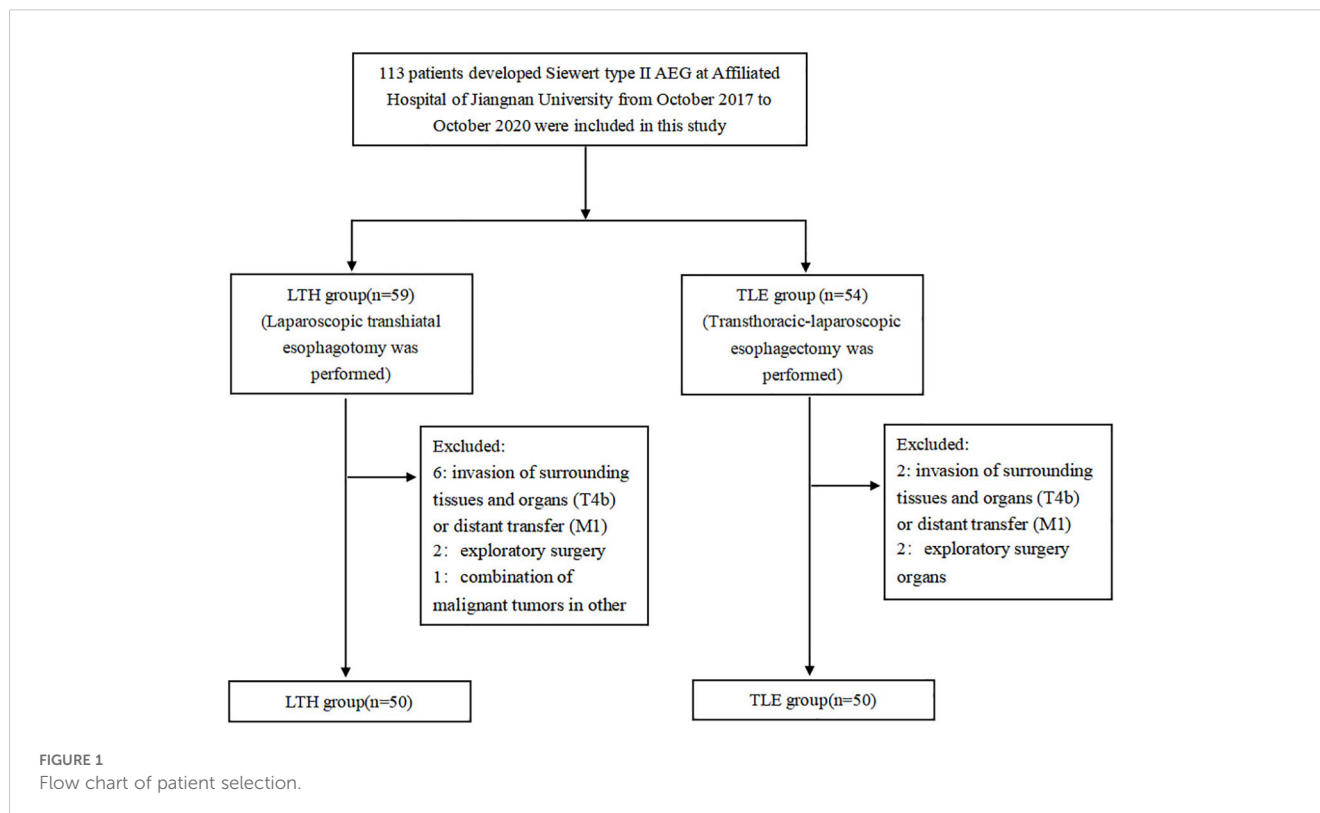 113 patients developed Siewert type II AEG at Affiliated
Hospital of Jiangnan University from October 2017 to
October 2020 were included in this study
LTH group(n=59)
(Laparoscopic transhiatal
esophagotomy was
performed)
TLE group (n=54)
(Transthoracic-laparoscopic
esophagectomy was
performed)
Excluded:
6: invasion of surrounding
tissues and organs (T4b)
or distant transfer (M1)
2： exploratory surgery
1： combination of
malignant tumors in other
Excluded:
2: invasion of surrounding
tissues and organs (T4b)
or distant transfer (M1)
2： exploratory surgery
organs
LTH group(n=50)
TLE group(n=50)
FIGURE 1
Flow chart of patient selection.